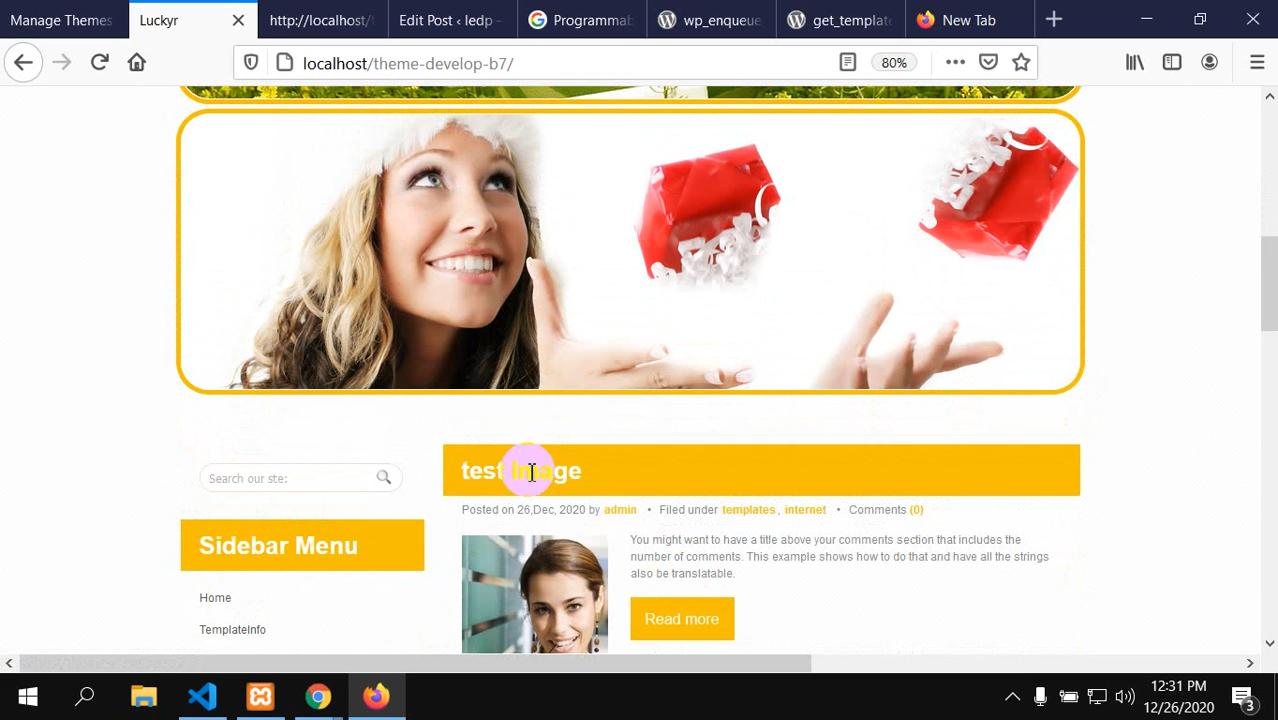 Manage Themes
Luckyr
http://localhost/t
Edit Post ‹ ledp –
Programmab
wp_enqueue
get_templat
New Tab
localhost/theme-develop-b7/
80%
test image
Posted on 26,Dec, 2020 by admin • Filed under templates , internet • Comments (0)
You might want to have a title above your comments section that includes the
number of comments. This example shows how to do that and have all the strings
also be translatable.
Read more
Search our ste:
Sidebar Menu
Home
TemplateInfo
12:31 PM
12/26/2020
3